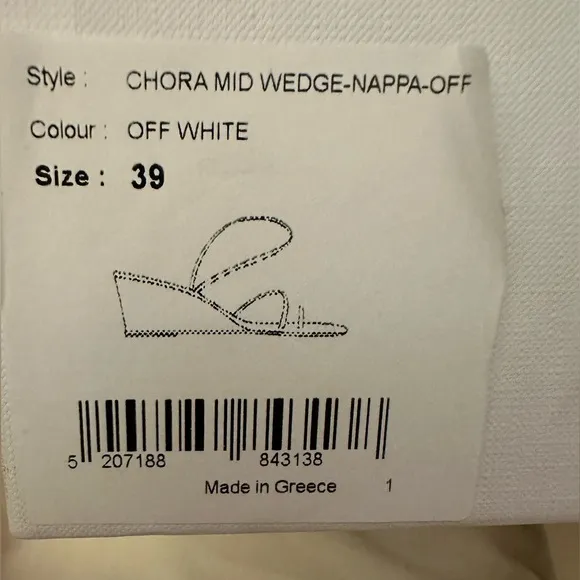 Style : CHORA MID WEDGE-NAPPA-OFF
Colour : OFF WHITE
Size : 39
5 207188 843138
Made in Greece 1